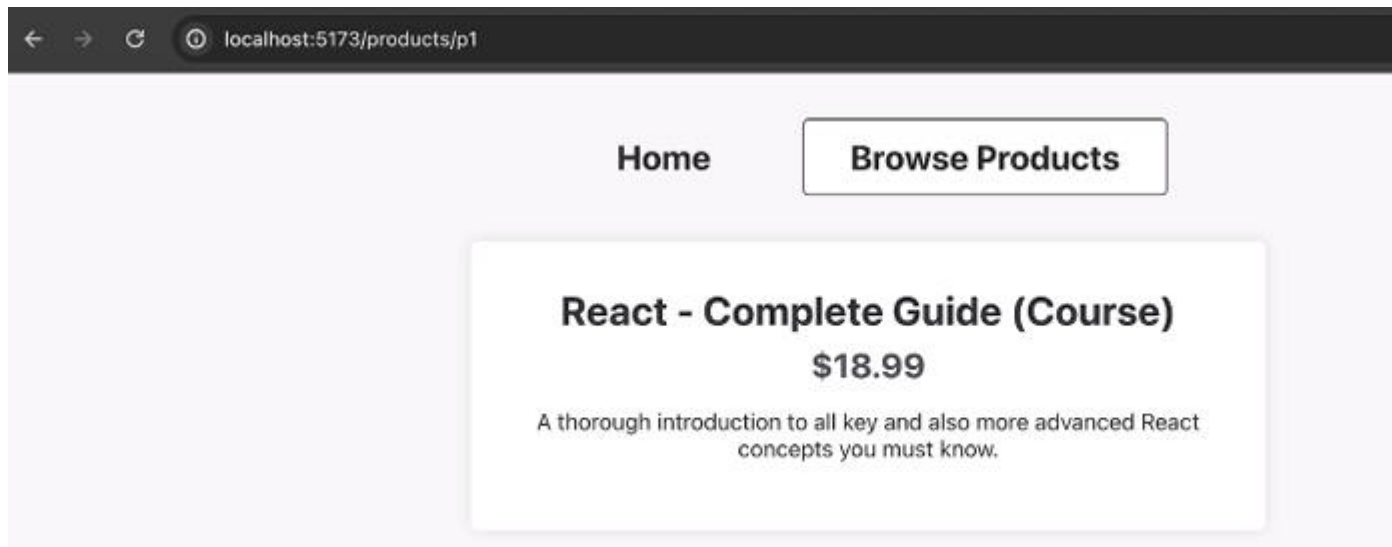 localhost:5173/products/p1
Home Browse Products
React - Complete Guide (Course)
$18.99
A thorough introduction to all key and also more advanced React
concepts you must know.